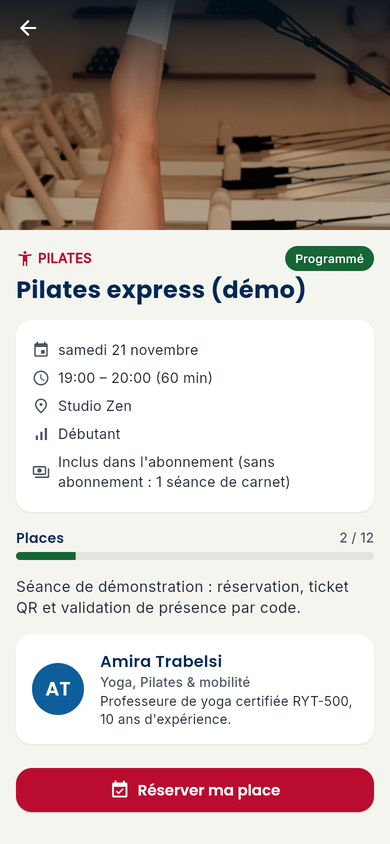 PILATES
Programmé
Pilates express (démo)
samedi 21 novembre
19:00 – 20:00 (60 min)
Studio Zen
Débutant
Inclus dans l'abonnement (sans
abonnement : 1 séance de carnet)
Places
2 / 12
Séance de démonstration : réservation, ticket
QR et validation de présence par code.
AT
Amira Trabelsi
Yoga, Pilates & mobilité
Professeure de yoga certifiée RYT-500,
10 ans d'expérience.
Réserver ma place